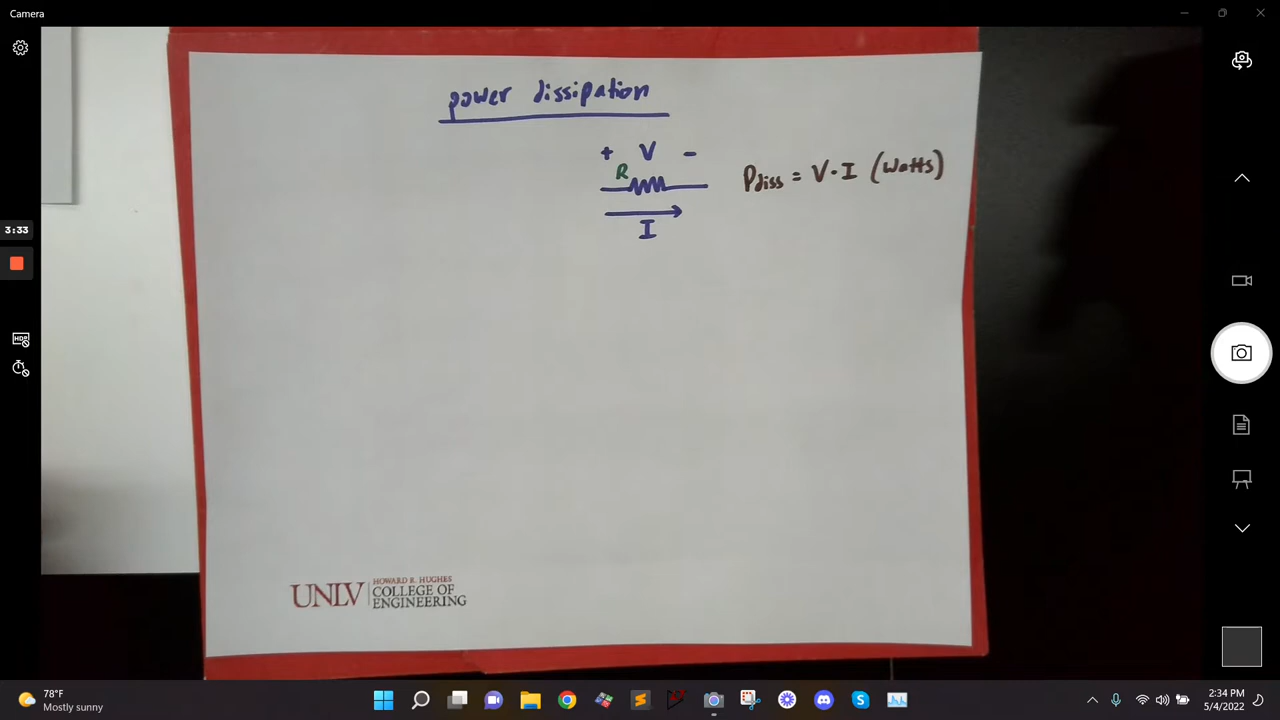 Camera
power dissipation
+ V -
R
I
Pdiss = V · I (Watts)
3:33
HDR
UNLV
HOWARD R. HUGHES
COLLEGE OF
ENGINEERING
78°F
Mostly sunny
2:34 PM
5/4/2022